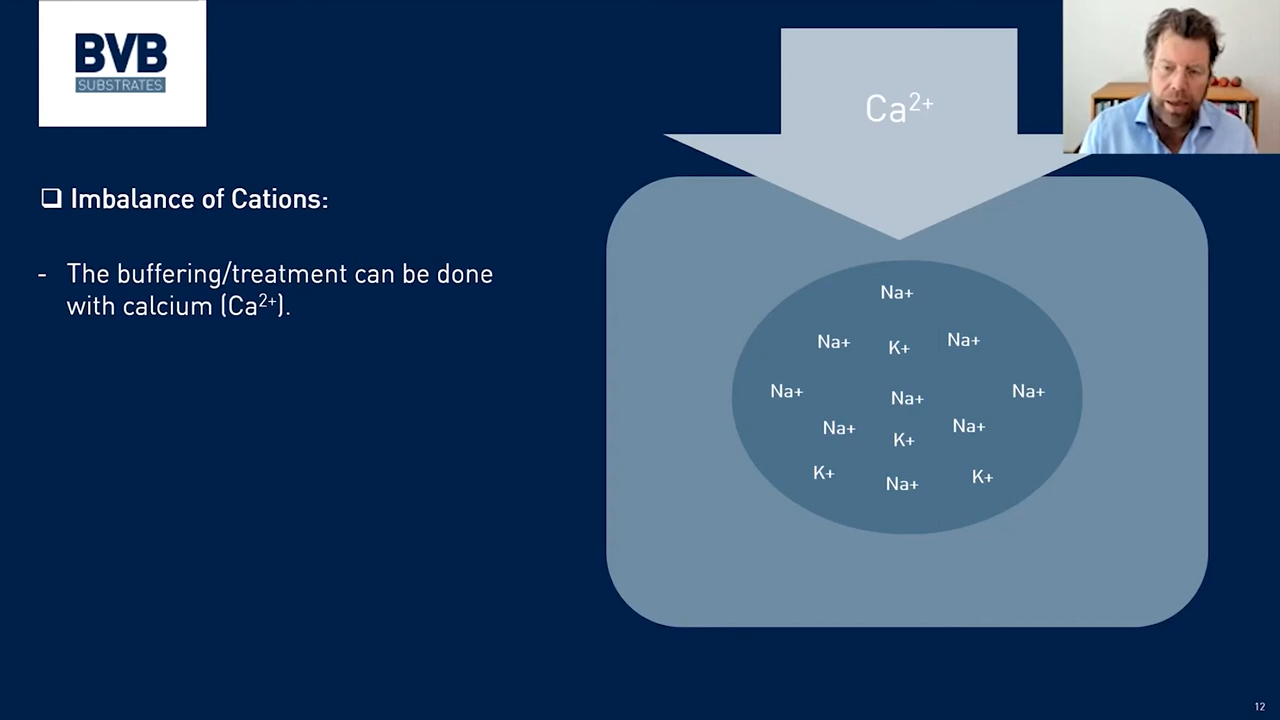 BVB
SUBSTRATES
Ca²⁺
❑ Imbalance of Cations:
- The buffering/treatment can be done
with calcium (Ca²⁺).
Na+
Na+ K+ Na+
Na+ Na+ Na+
Na+ K+ Na+
K+ Na+ K+
12